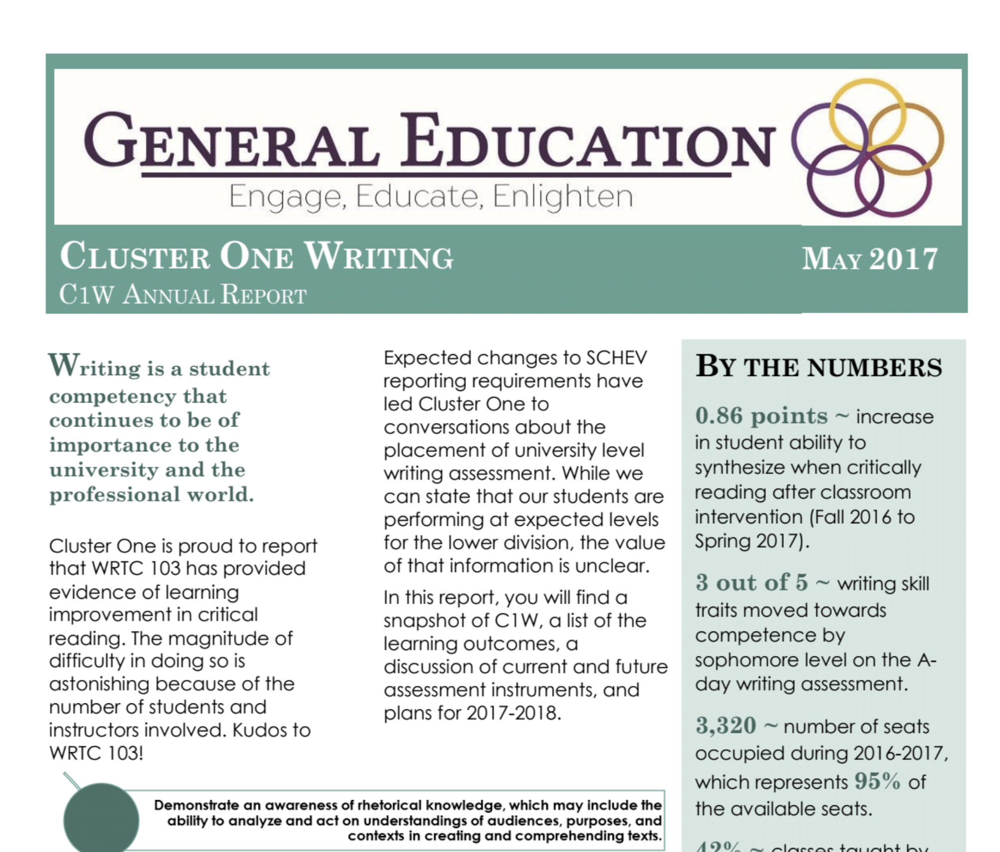 GENERAL EDUCATION
Engage, Educate, Enlighten
CLUSTER ONE WRITING
MAY 2017
C1W ANNUAL REPORT
Writing is a student
competency that
continues to be of
importance to the
university and the
professional world.
Cluster One is proud to report
that WRTC 103 has provided
evidence of learning
improvement in critical
reading. The magnitude of
difficulty in doing so is
astonishing because of the
number of students and
instructors involved. Kudos to
WRTC 103!
Expected changes to SCHEV
reporting requirements have
led Cluster One to
conversations about the
placement of university level
writing assessment. While we
can state that our students are
performing at expected levels
for the lower division, the value
of that information is unclear.
In this report, you will find a
snapshot of C1W, a list of the
learning outcomes, a
discussion of current and future
assessment instruments, and
plans for 2017-2018.
Demonstrate an awareness of rhetorical knowledge, which may include the
ability to analyze and act on understandings of audiences, purposes, and
contexts in creating and comprehending texts.
BY THE NUMBERS
0.86 points ~ increase
in student ability to
synthesize when critically
reading after classroom
intervention (Fall 2016 to
Spring 2017).
3 out of 5 ~ writing skill
traits moved towards
competence by
sophomore level on the A-
day writing assessment.
3,320 ~ number of seats
occupied during 2016-2017,
which represents 95% of
the available seats.
42% ~ classes taught by